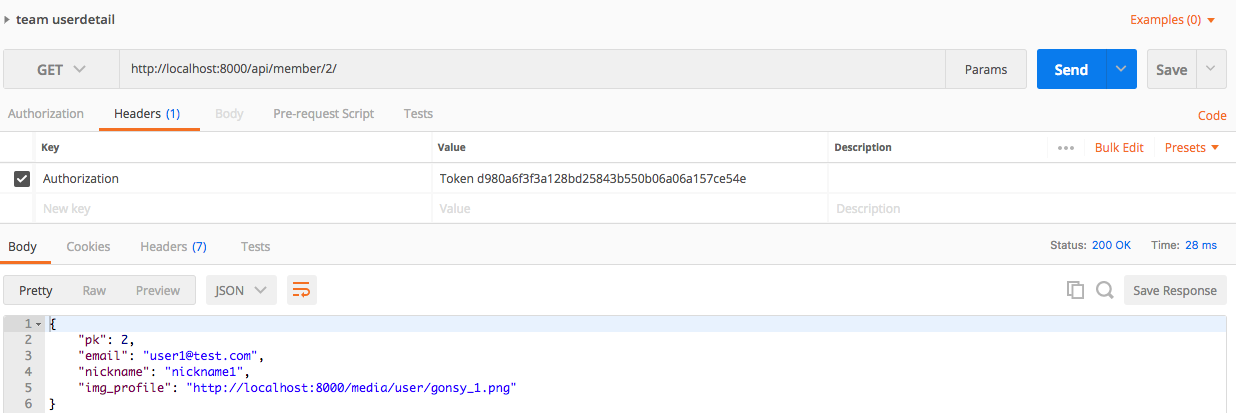 team userdetail
Examples (0)
GET http://localhost:8000/api/member/2/ Params Send Save
Authorization Headers (1) Body Pre-request Script Tests Code
Key Value Description ••• Bulk Edit Presets
Authorization Token d980a6f3f3a128bd25843b550b06a06a157ce54e
New key Value Description
Body Cookies Headers (7) Tests Status: 200 OK Time: 28 ms
Pretty Raw Preview JSON Save Response
1 {
2 "pk": 2,
3 "email": "user1@test.com",
4 "nickname": "nickname1",
5 "img_profile": "http://localhost:8000/media/user/gonsy_1.png"
6 }